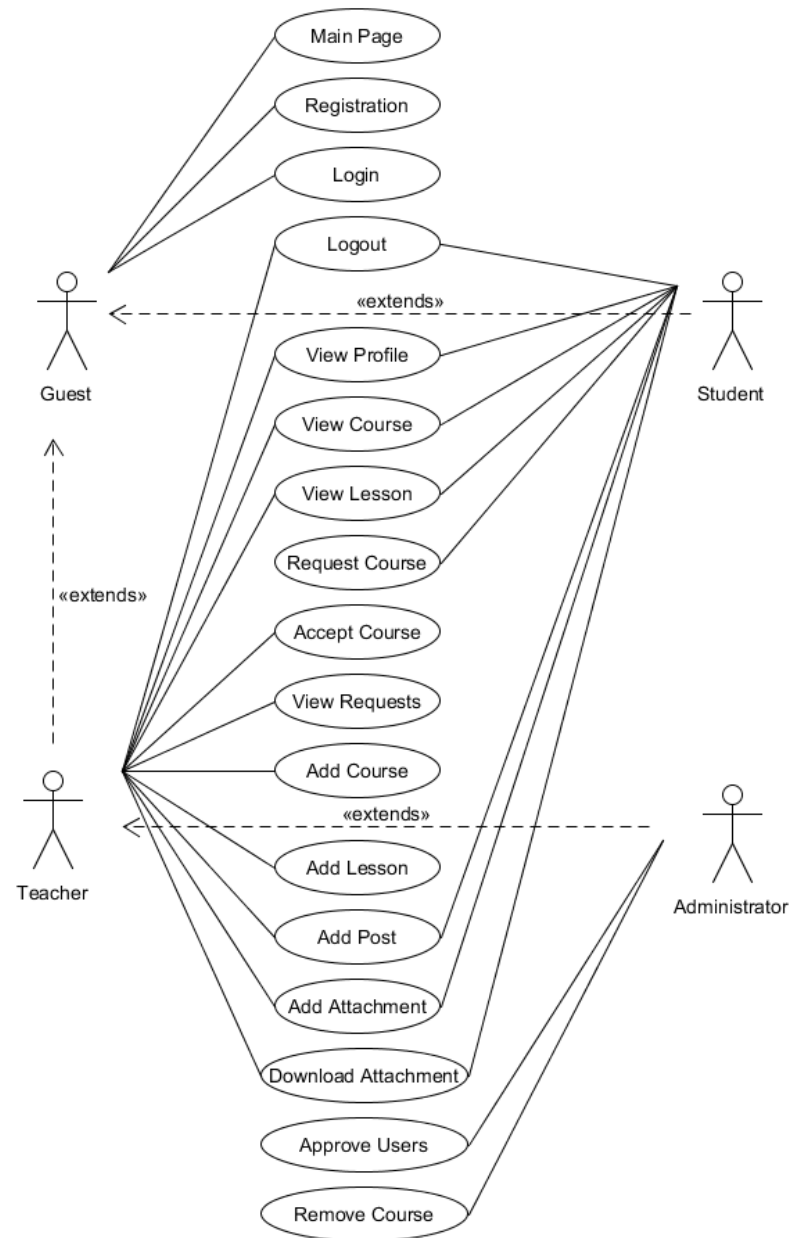 Main Page
Registration
Login
Logout
«extends»
View Profile
Guest
Student
View Course
View Lesson
Request Course
«extends»
Accept Course
View Requests
Add Course
«extends»
Add Lesson
Teacher
Administrator
Add Post
Add Attachment
Download Attachment
Approve Users
Remove Course